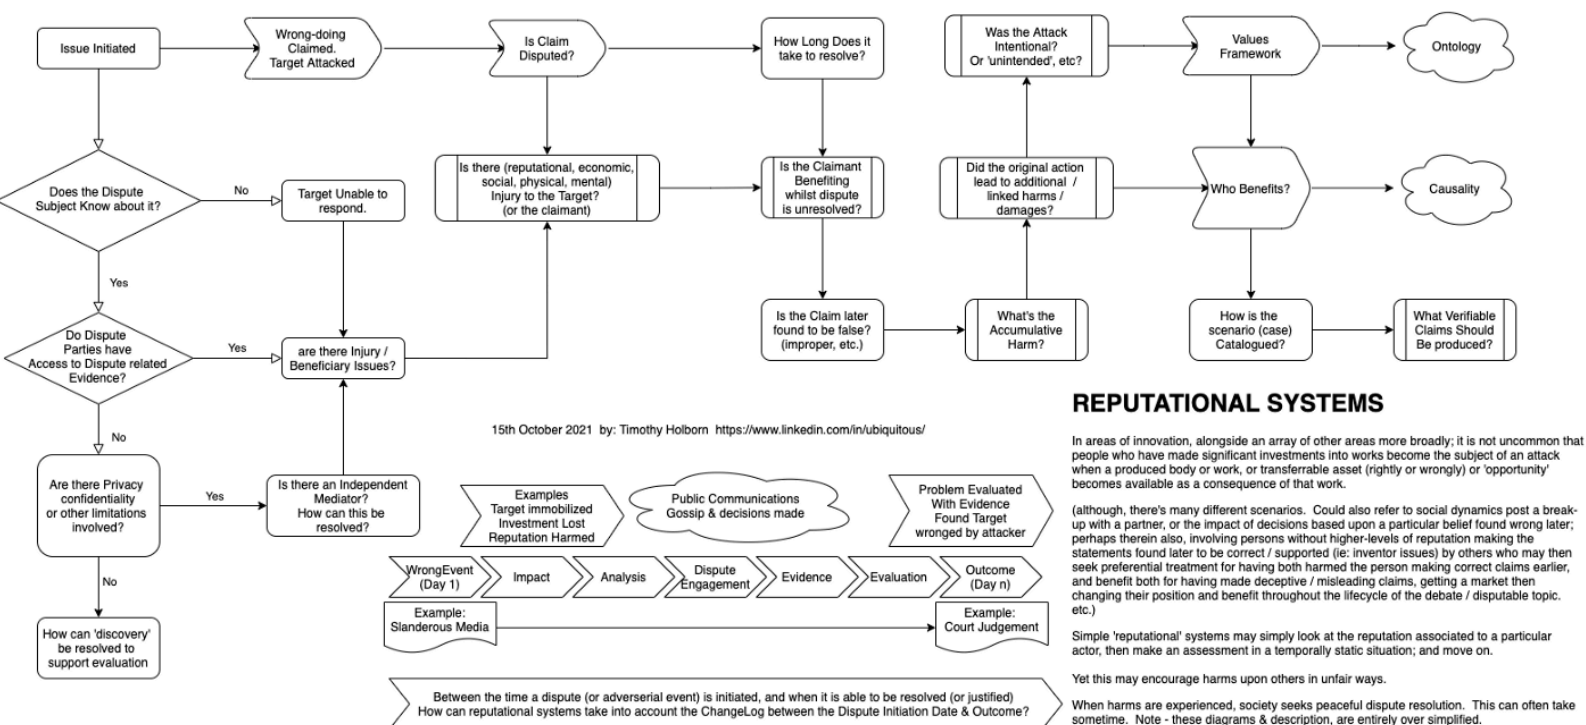 Issue Initiated
Wrong-doing
Claimed.
Target Attacked
Is Claim
Disputed?
How Long Does it
take to resolve?
Was the Attack
Intentional?
Or 'unintended', etc?
Values
Framework
Ontology
Does the Dispute
Subject Know about it?
No
Target Unable to
respond.
Is there (reputational, economic,
social, physical, mental)
Injury to the Target?
(or the claimant)
Is the Claimant
Benefiting
whilst dispute
is unresolved?
Did the original action
lead to additional /
linked harms /
damages?
Who Benefits?
Causality
Yes
Do Dispute
Parties have
Access to Dispute related
Evidence?
Yes
are there Injury /
Beneficiary Issues?
Is the Claim later
found to be false?
(improper, etc.)
What's the
Accumulative
Harm?
How is the
scenario (case)
Catalogued?
What Verifiable
Claims Should
Be produced?
No
Are there Privacy
confidentiality
or other limitations
involved?
Yes
Is there an Independent
Mediator?
How can this be
resolved?
No
How can 'discovery'
be resolved to
support evaluation
15th October 2021 by: Timothy Holborn https://www.linkedin.com/in/ubiquitous/
Examples
Target immobilized
Investment Lost
Reputation Harmed
Public Communications
Gossip & decisions made
Problem Evaluated
With Evidence
Found Target
wronged by attacker
WrongEvent
(Day 1)
Impact
Analysis
Dispute
Engagement
Evidence
Evaluation
Outcome
(Day n)
Example:
Slanderous Media
Example:
Court Judgement
Between the time a dispute (or adverserial event) is initiated, and when it is able to be resolved (or justified)
How can reputational systems take into account the ChangeLog between the Dispute Initiation Date & Outcome?
REPUTATIONAL SYSTEMS
In areas of innovation, alongside an array of other areas more broadly; it is not uncommon that
people who have made significant investments into works become the subject of an attack
when a produced body or work, or transferrable asset (rightly or wrongly) or 'opportunity'
becomes available as a consequence of that work.
(although, there's many different scenarios. Could also refer to social dynamics post a break-
up with a partner, or the impact of decisions based upon a particular belief found wrong later;
perhaps therein also, involving persons without higher-levels of reputation making the
statements found later to be correct / supported (ie: inventor issues) by others who may then
seek preferential treatment for having both harmed the person making correct claims earlier,
and benefit both for having made deceptive / misleading claims, getting a market then
changing their position and benefit throughout the lifecycle of the debate / disputable topic.
etc.)
Simple 'reputational' systems may simply look at the reputation associated to a particular
actor, then make an assessment in a temporally static situation; and move on.
Yet this may encourage harms upon others in unfair ways.
When harms are experienced, society seeks peaceful dispute resolution. This can often take
sometime. Note - these diagrams & description, are entirely over simplified.